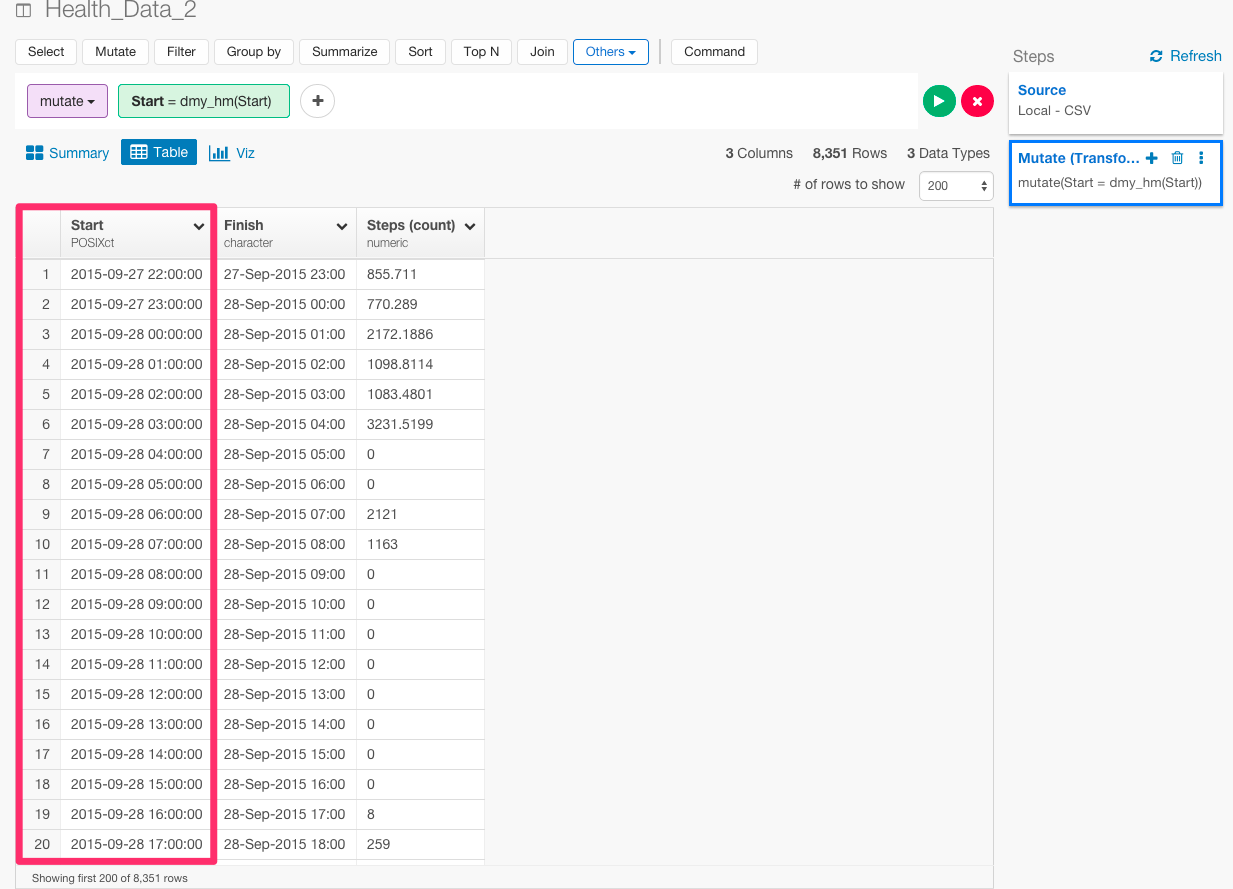 Health_Data_2
Select Mutate Filter Group by Summarize Sort Top N Join Others Command
mutate Start = dmy_hm(Start) +
Summary Table Viz
3 Columns 8,351 Rows 3 Data Types
# of rows to show 200
Start Finish Steps (count)
POSIXct character numeric
1 2015-09-27 22:00:00 27-Sep-2015 23:00 855.711
2 2015-09-27 23:00:00 28-Sep-2015 00:00 770.289
3 2015-09-28 00:00:00 28-Sep-2015 01:00 2172.1886
4 2015-09-28 01:00:00 28-Sep-2015 02:00 1098.8114
5 2015-09-28 02:00:00 28-Sep-2015 03:00 1083.4801
6 2015-09-28 03:00:00 28-Sep-2015 04:00 3231.5199
7 2015-09-28 04:00:00 28-Sep-2015 05:00 0
8 2015-09-28 05:00:00 28-Sep-2015 06:00 0
9 2015-09-28 06:00:00 28-Sep-2015 07:00 2121
10 2015-09-28 07:00:00 28-Sep-2015 08:00 1163
11 2015-09-28 08:00:00 28-Sep-2015 09:00 0
12 2015-09-28 09:00:00 28-Sep-2015 10:00 0
13 2015-09-28 10:00:00 28-Sep-2015 11:00 0
14 2015-09-28 11:00:00 28-Sep-2015 12:00 0
15 2015-09-28 12:00:00 28-Sep-2015 13:00 0
16 2015-09-28 13:00:00 28-Sep-2015 14:00 0
17 2015-09-28 14:00:00 28-Sep-2015 15:00 0
18 2015-09-28 15:00:00 28-Sep-2015 16:00 0
19 2015-09-28 16:00:00 28-Sep-2015 17:00 8
20 2015-09-28 17:00:00 28-Sep-2015 18:00 259
Showing first 200 of 8,351 rows
Steps Refresh
Source
Local - CSV
Mutate (Transfo...
mutate(Start = dmy_hm(Start))